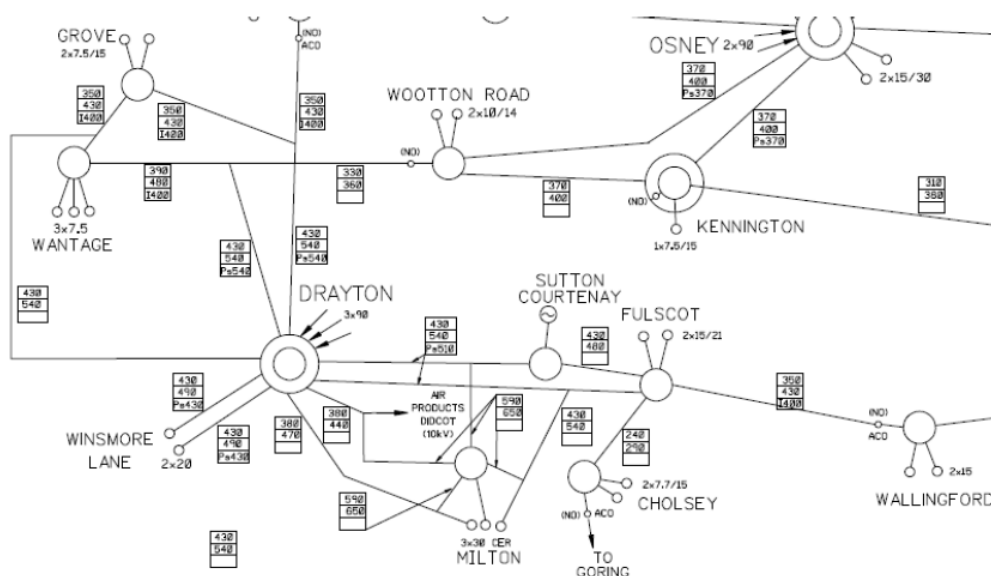 GROVE
2x7.5/15
(NO)
ACO
OSNEY 2x90
2x15/30
350
430
I400
350
430
I400
350
430
I400
WOOTTON ROAD
2x10/14
370
400
Ps370
370
400
Ps370
(NO)
390
480
I400
330
360
370
400
(NO)
310
380
3x7.5
WANTAGE
KENNINGTON
1x7.5/15
430
540
Ps540
430
540
Ps540
430
540
DRAYTON
3x90
SUTTON
COURTENAY
FULSCOT
2x15/21
430
540
Ps510
430
480
430
490
Ps430
AIR
PRODUCTS
DIDCOT
(10kV)
590
650
350
430
I400
(NO)
ACO
WINSMORE
LANE
2x20
430
490
Ps430
380
470
380
440
430
540
240
290
2x7.7/15
CHOLSEY
2x15
WALLINGFORD
590
650
(NO)
ACO
3x30 CER
MILTON
430
540
TO
GORING